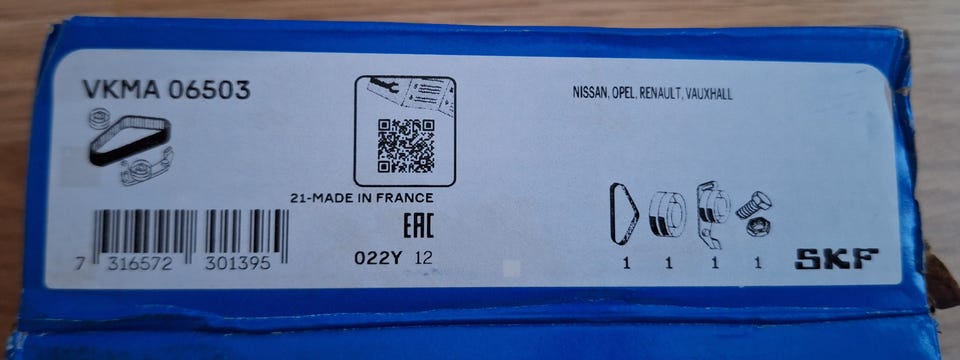 VKMA 06503
NISSAN, OPEL, RENAULT, VAUXHALL
21-MADE IN FRANCE
EAC
022Y 12
7 316572 301395
1 1 1 1
SKF